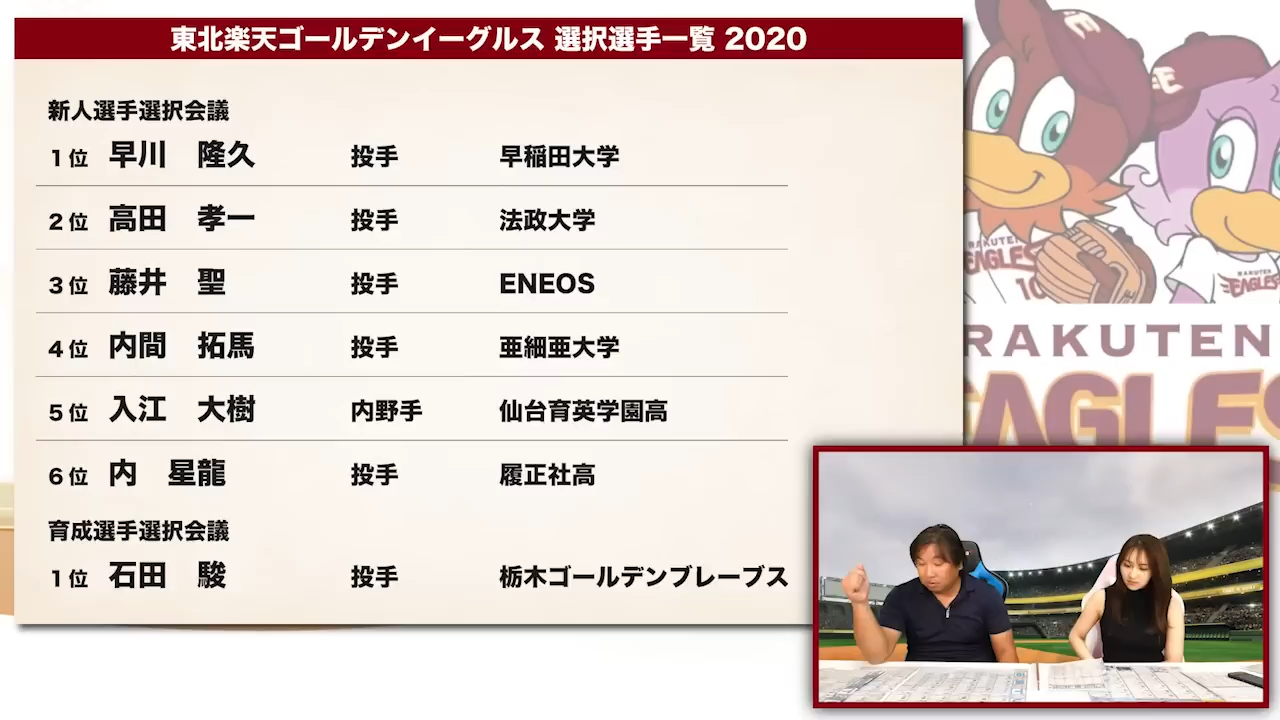 東北楽天ゴールデンイーグルス 選択選手一覧 2020
新人選手選択会議
1位 早川 隆久 投手 早稲田大学
2位 高田 孝一 投手 法政大学
3位 藤井 聖 投手 ENEOS
4位 内間 拓馬 投手 亜細亜大学
5位 入江 大樹 内野手 仙台育英学園高
6位 内 星龍 投手 履正社高
育成選手選択会議
1位 石田 駿 投手 栃木ゴールデンブレーブス
E
E
RAKUTEN
EAGLES
10
RAKUTEN
EAGLES
RAKUTEN
EAGLES